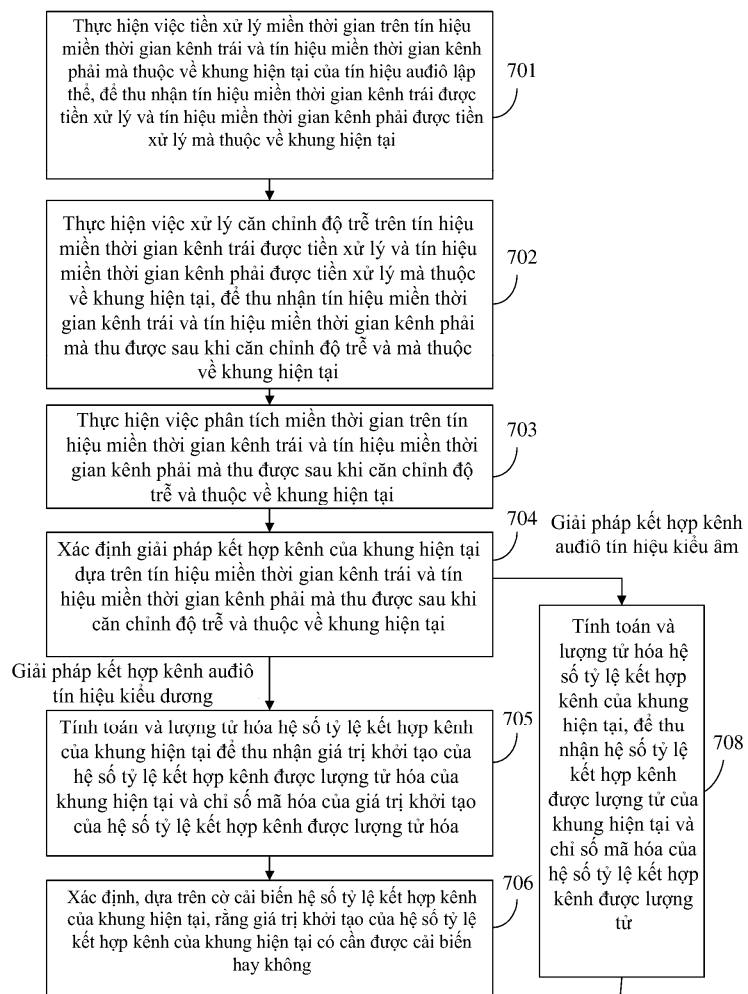 Thực hiện việc tiền xử lý miền thời gian trên tín hiệu
miền thời gian kênh trái và tín hiệu miền thời gian kênh
phải mà thuộc về khung hiện tại của tín hiệu auđiô lập
thể, để thu nhận tín hiệu miền thời gian kênh trái được
tiền xử lý và tín hiệu miền thời gian kênh phải được tiền
xử lý mà thuộc về khung hiện tại
701
Thực hiện việc xử lý căn chỉnh độ trễ trên tín hiệu
miền thời gian kênh trái được tiền xử lý và tín hiệu
miền thời gian kênh phải được tiền xử lý mà thuộc
về khung hiện tại, để thu nhận tín hiệu miền thời
gian kênh trái và tín hiệu miền thời gian kênh phải
mà thu được sau khi căn chỉnh độ trễ và mà thuộc
về khung hiện tại
702
Thực hiện việc phân tích miền thời gian trên tín
hiệu miền thời gian kênh trái và tín hiệu miền thời
gian kênh phải mà thu được sau khi căn chỉnh độ
trễ và thuộc về khung hiện tại
703
Xác định giải pháp kết hợp kênh của khung hiện tại
dựa trên tín hiệu miền thời gian kênh trái và tín
hiệu miền thời gian kênh phải mà thu được sau khi
căn chỉnh độ trễ và thuộc về khung hiện tại
704
Giải pháp kết hợp kênh
auđiô tín hiệu kiểu âm
Giải pháp kết hợp kênh auđiô
tín hiệu kiểu dương
Tính toán và lượng tử hóa hệ số tỷ lệ kết hợp kênh
của khung hiện tại để thu nhận giá trị khởi tạo của
hệ số tỷ lệ kết hợp kênh được lượng tử hóa của
khung hiện tại và chỉ số mã hóa của giá trị khởi tạo
của hệ số tỷ lệ kết hợp kênh được lượng tử hóa
705
Xác định, dựa trên cờ cải biến hệ số tỷ lệ kết hợp kênh
của khung hiện tại, rằng giá trị khởi tạo của hệ số tỷ lệ
kết hợp kênh của khung hiện tại có cần được cải biến
hay không
706
Tính toán và
lượng tử hóa hệ
số tỷ lệ kết hợp
kênh của khung
hiện tại, để thu
nhận hệ số tỷ lệ
kết hợp kênh
được lượng tử của
khung hiện tại và
chỉ số mã hóa của
hệ số tỷ lệ kết hợp
kênh được lượng
tử
708